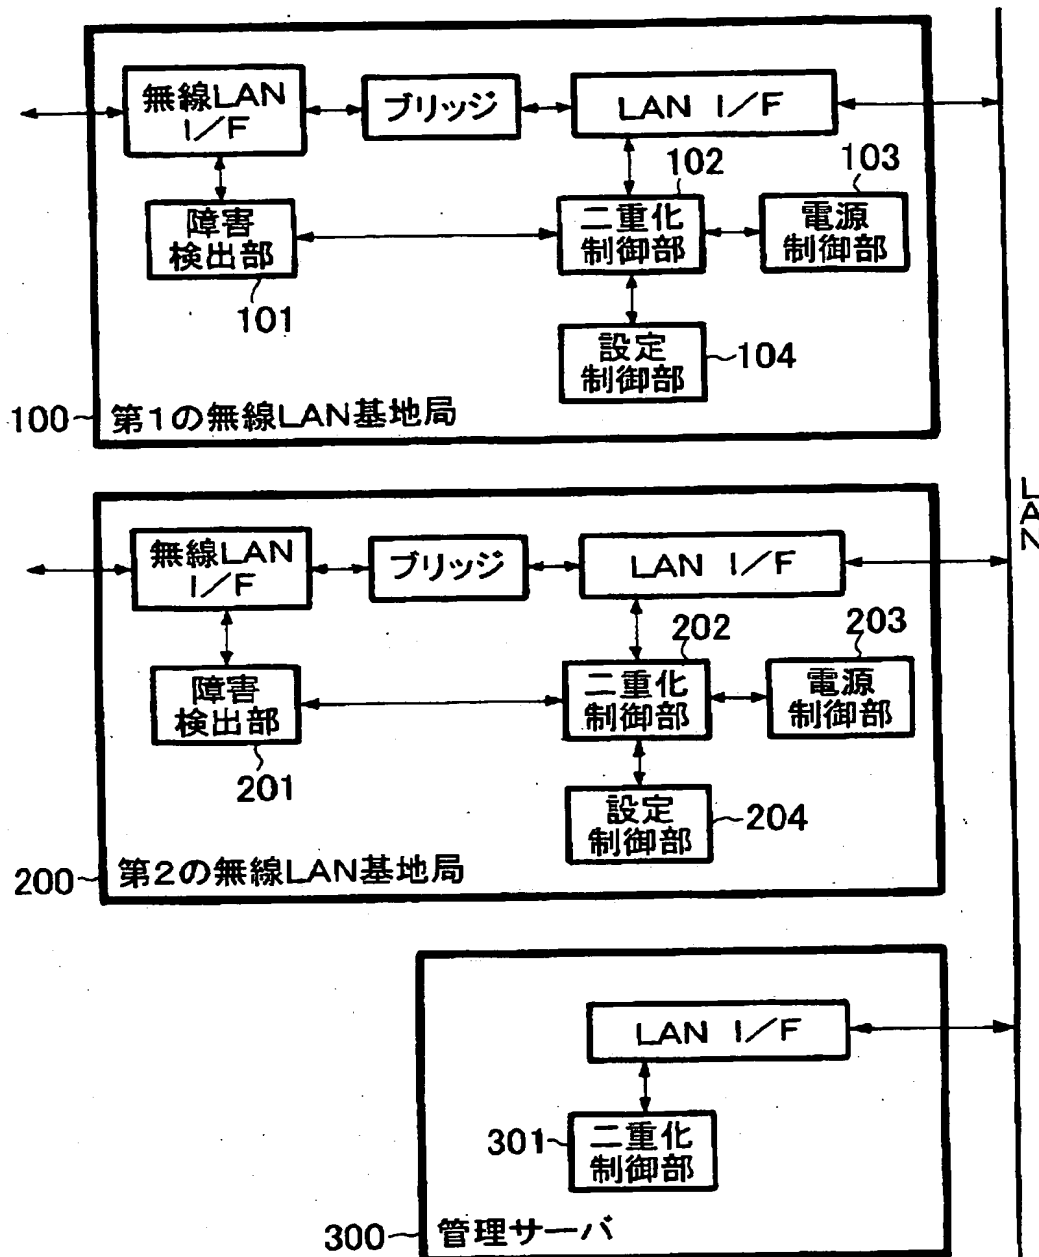 無線LAN
I/F
ブリッジ
LAN I/F
102
103
障害
検出部
二重化
制御部
電源
制御部
101
設定
制御部
104
100
第1の無線LAN基地局
LAN
無線LAN
I/F
ブリッジ
LAN I/F
202
203
障害
検出部
二重化
制御部
電源
制御部
201
設定
制御部
204
200
第2の無線LAN基地局
LAN I/F
301
二重化
制御部
300
管理サーバ